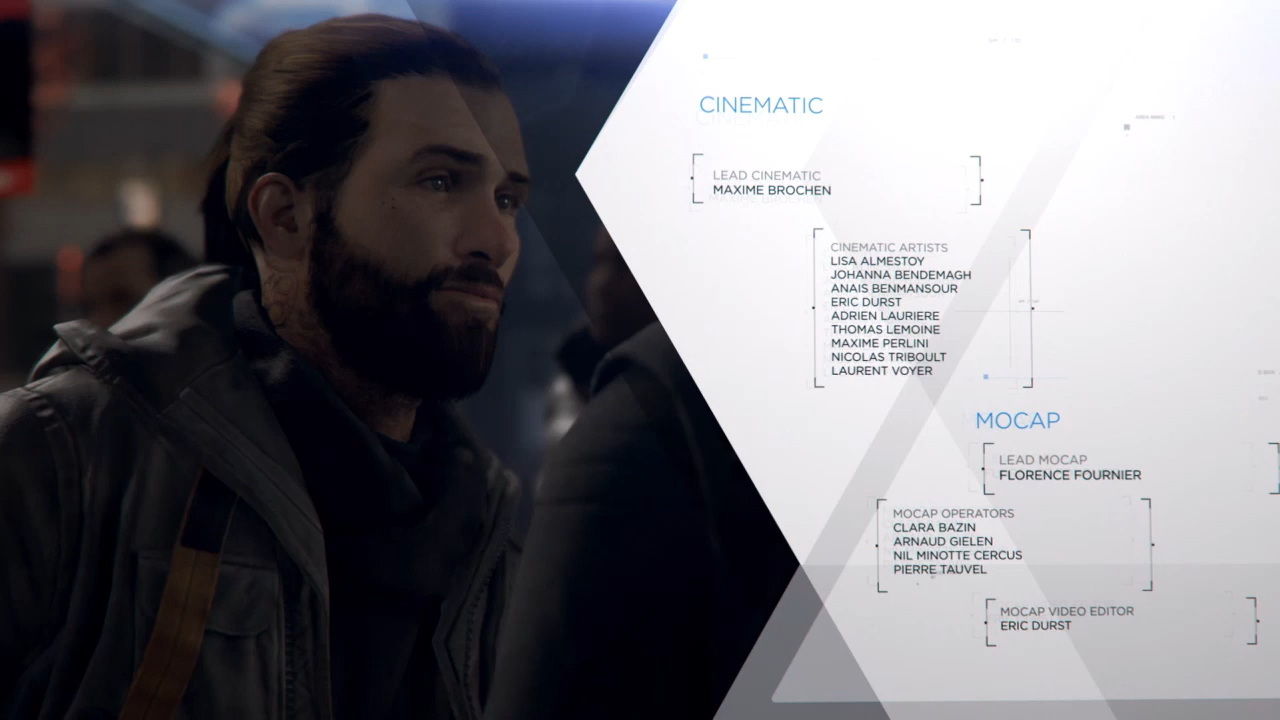 CINEMATIC
LEAD CINEMATIC
MAXIME BROCHEN
CINEMATIC ARTISTS
LISA ALMESTOY
JOHANNA BENDEMAGH
ANAIS BENMANSOUR
ERIC DURST
ADRIEN LAURIERE
THOMAS LEMOINE
MAXIME PERLINI
NICOLAS TRIBOULT
LAURENT VOYER
MOCAP
LEAD MOCAP
FLORENCE FOURNIER
MOCAP OPERATORS
CLARA BAZIN
ARNAUD GIELEN
NIL MINOTTE CERCUS
PIERRE TAUVEL
MOCAP VIDEO EDITOR
ERIC DURST